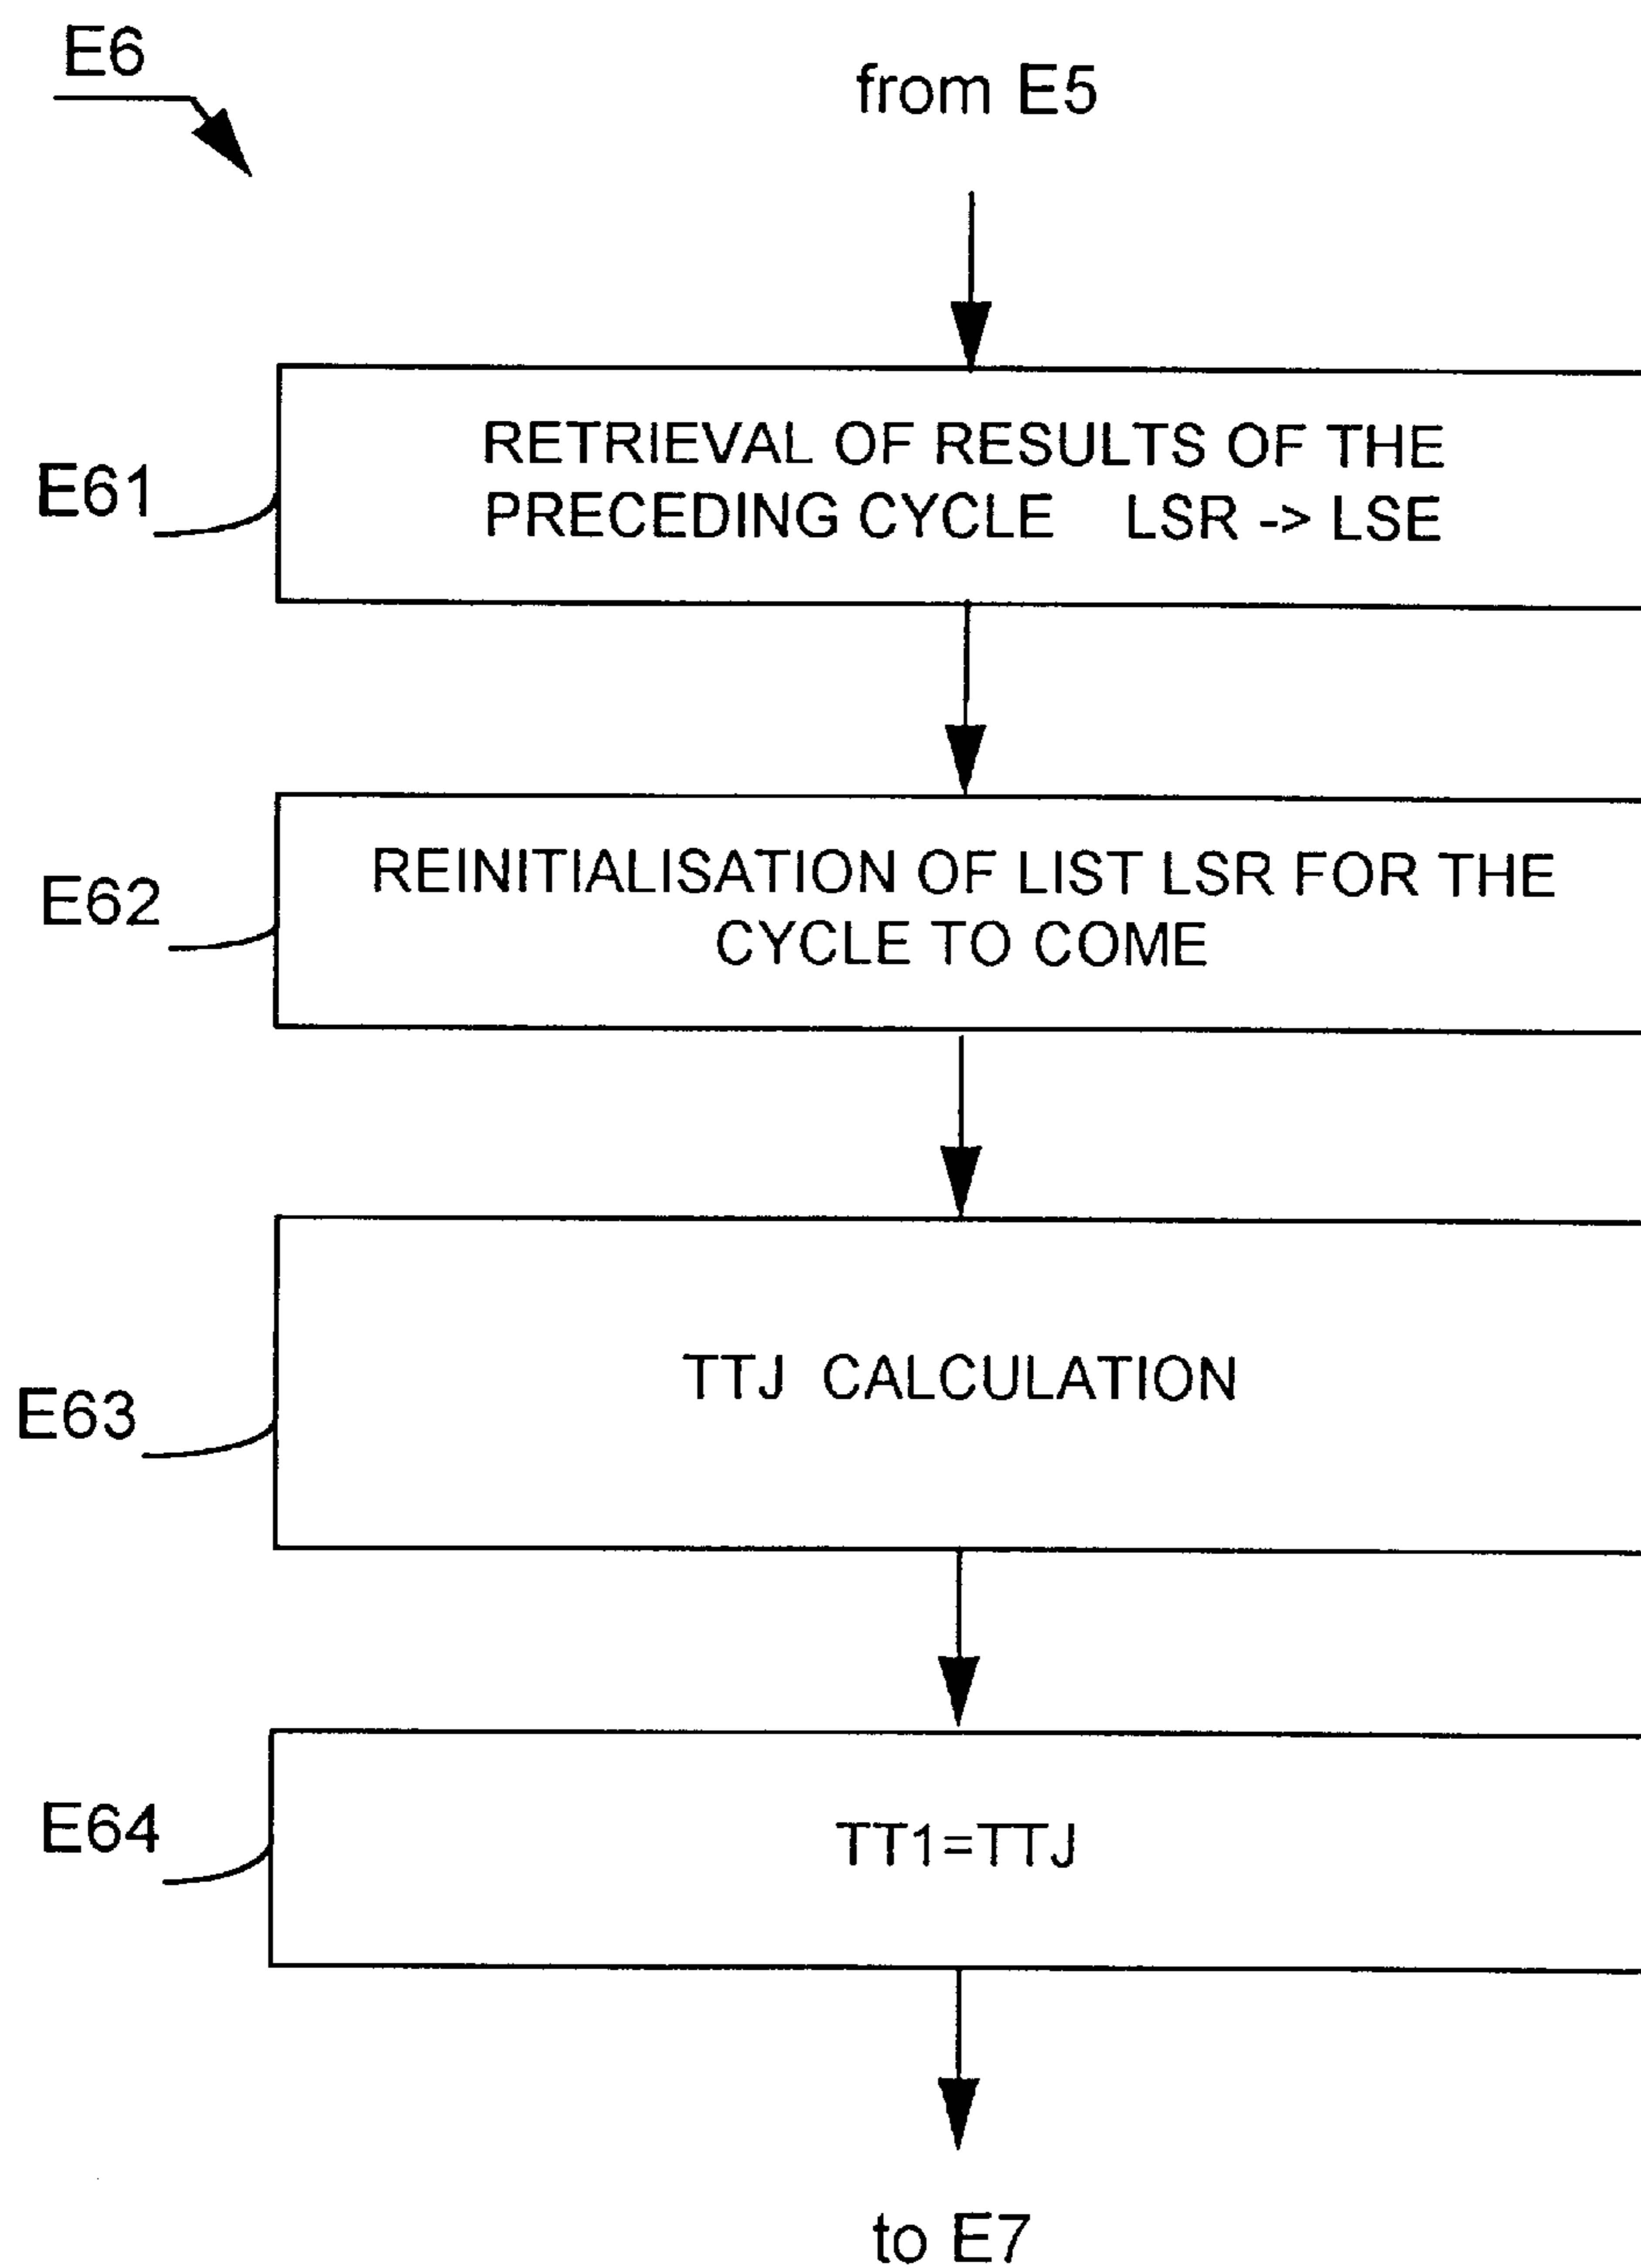 E6
from E5
E61
RETRIEVAL OF RESULTS OF THE
PRECEDING CYCLE LSR -> LSE
E62
REINITIALISATION OF LIST LSR FOR THE
CYCLE TO COME
E63
TTJ CALCULATION
E64
TT1=TTJ
to E7